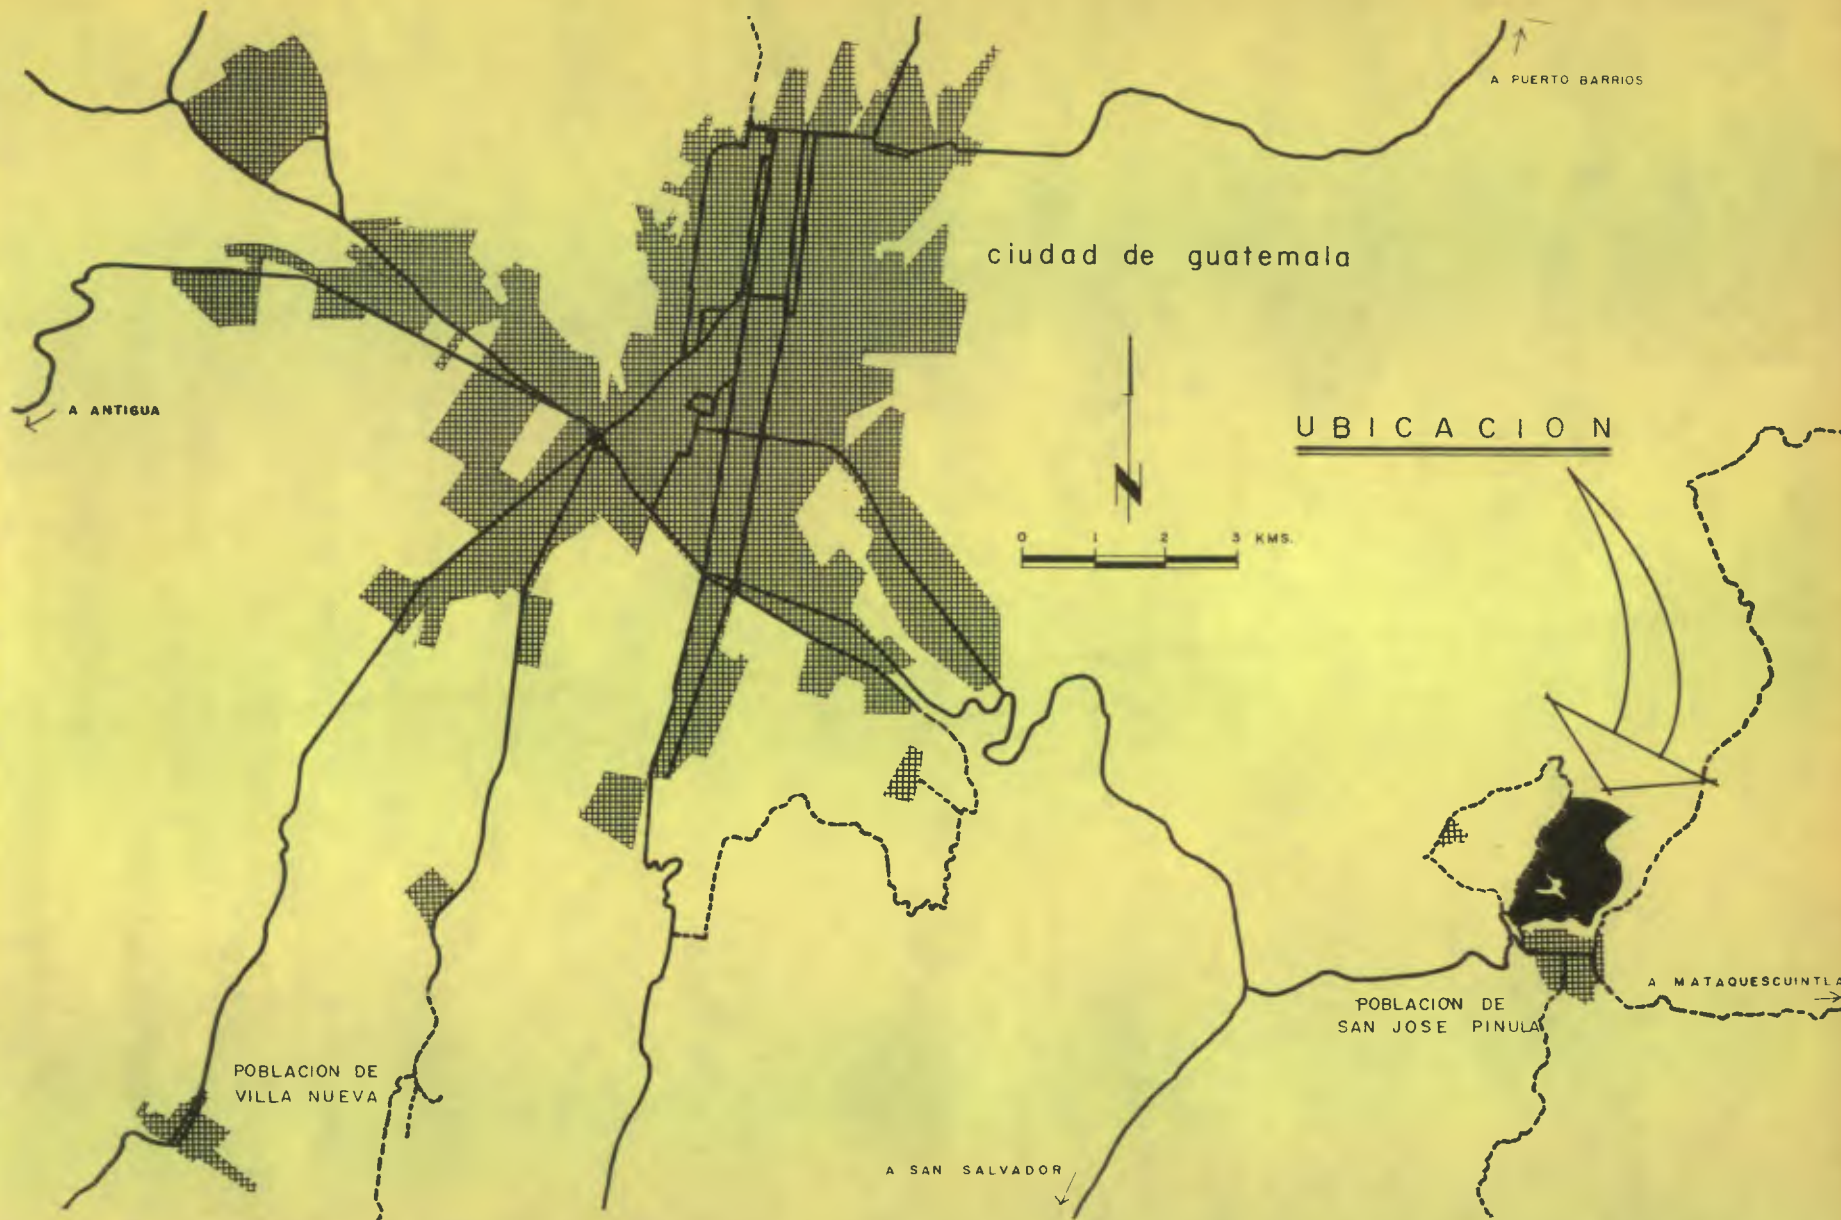 A PUERTO BARRIOS
ciudad de guatemala
A ANTIGUA
UBICACION
N
0 1 2 3 KMS.
A MATAQUESCUINTLA
POBLACION DE
SAN JOSE PINULA
POBLACION DE
VILLA NUEVA
A SAN SALVADOR